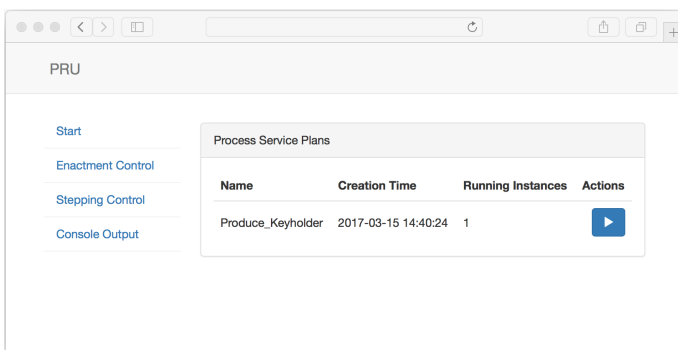 PRU
Start
Enactment Control
Stepping Control
Console Output
Process Service Plans
Name Creation Time Running Instances Actions
Produce_Keyholder 2017-03-15 14:40:24 1